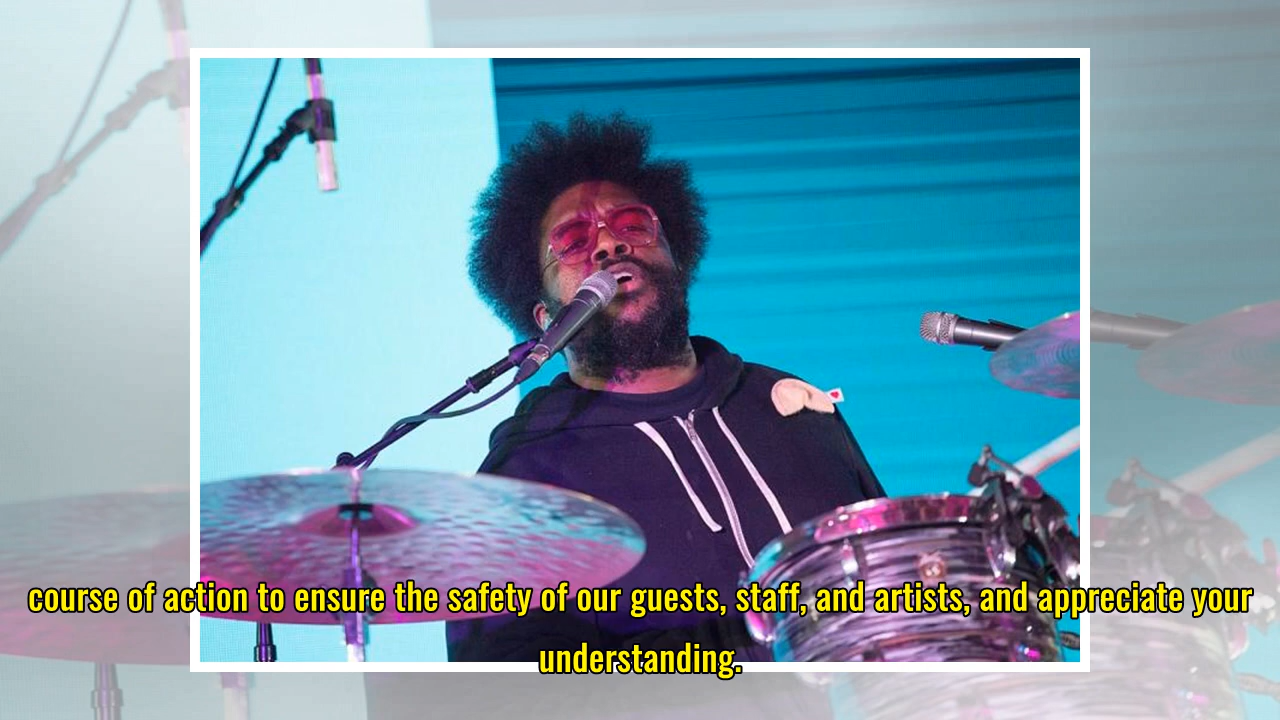 course of action to ensure the safety of our guests, staff, and artists, and appreciate your
understanding.